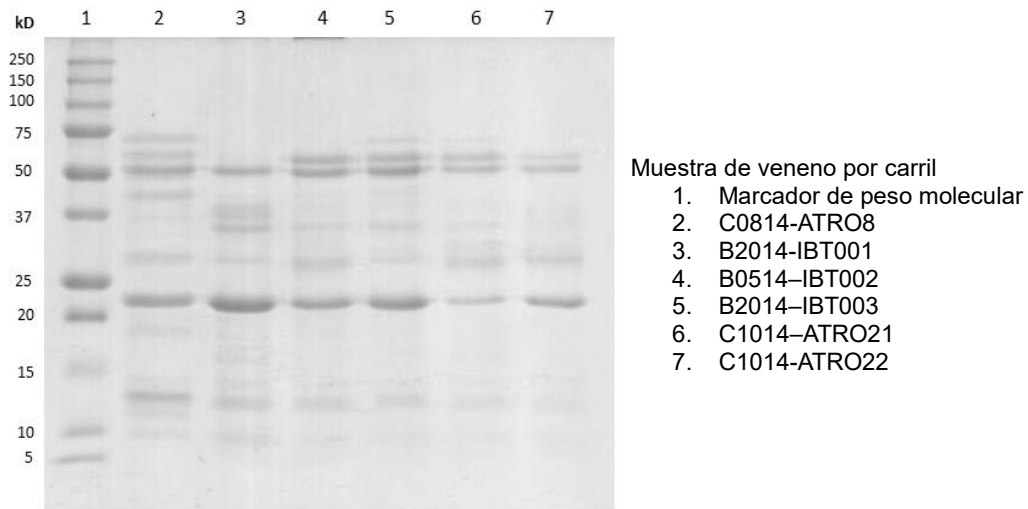 kD 1 2 3 4 5 6 7
250
150
100
75
50
37
25
20
15
10
5
Muestra de veneno por carril
1. Marcador de peso molecular
2. C0814-ATRO8
3. B2014-IBT001
4. B0514–IBT002
5. B2014–IBT003
6. C1014–ATRO21
7. C1014-ATRO22